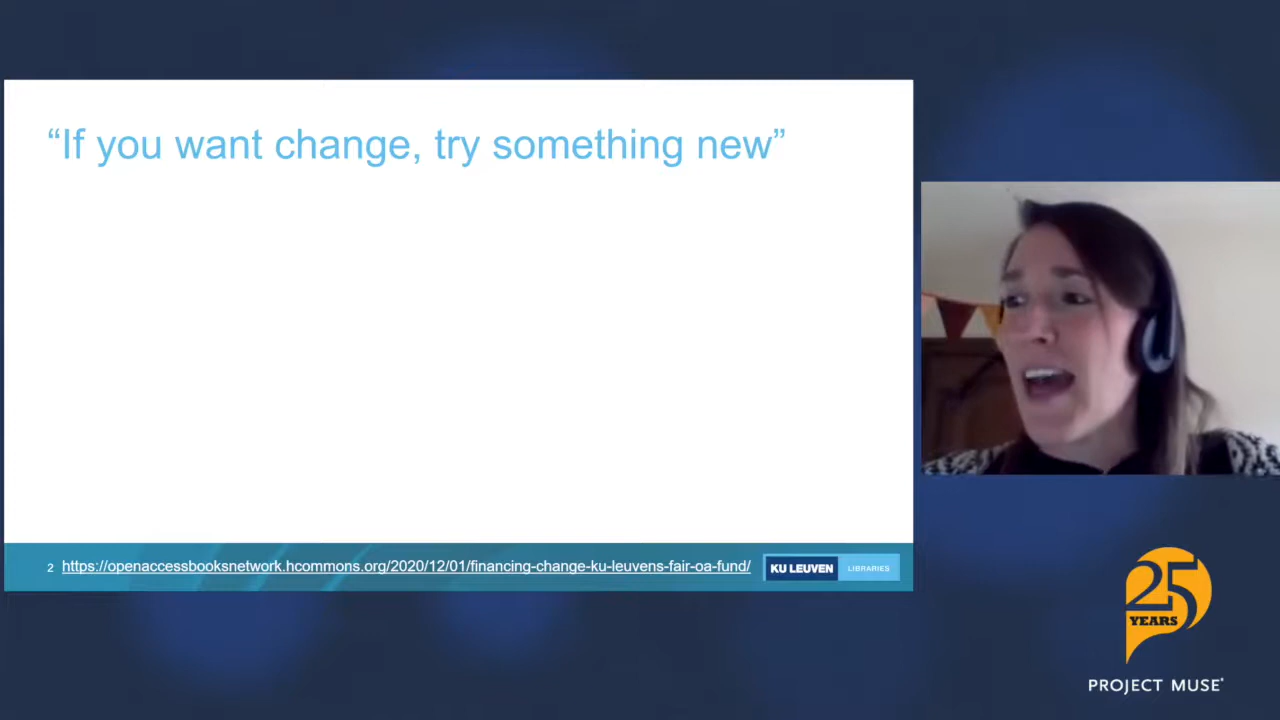 “If you want change, try something new”
2 https://openaccessbooksnetwork.hcommons.org/2020/12/01/financing-change-ku-leuvens-fair-oa-fund/
KU LEUVEN LIBRARIES
25
YEARS
PROJECT MUSE®